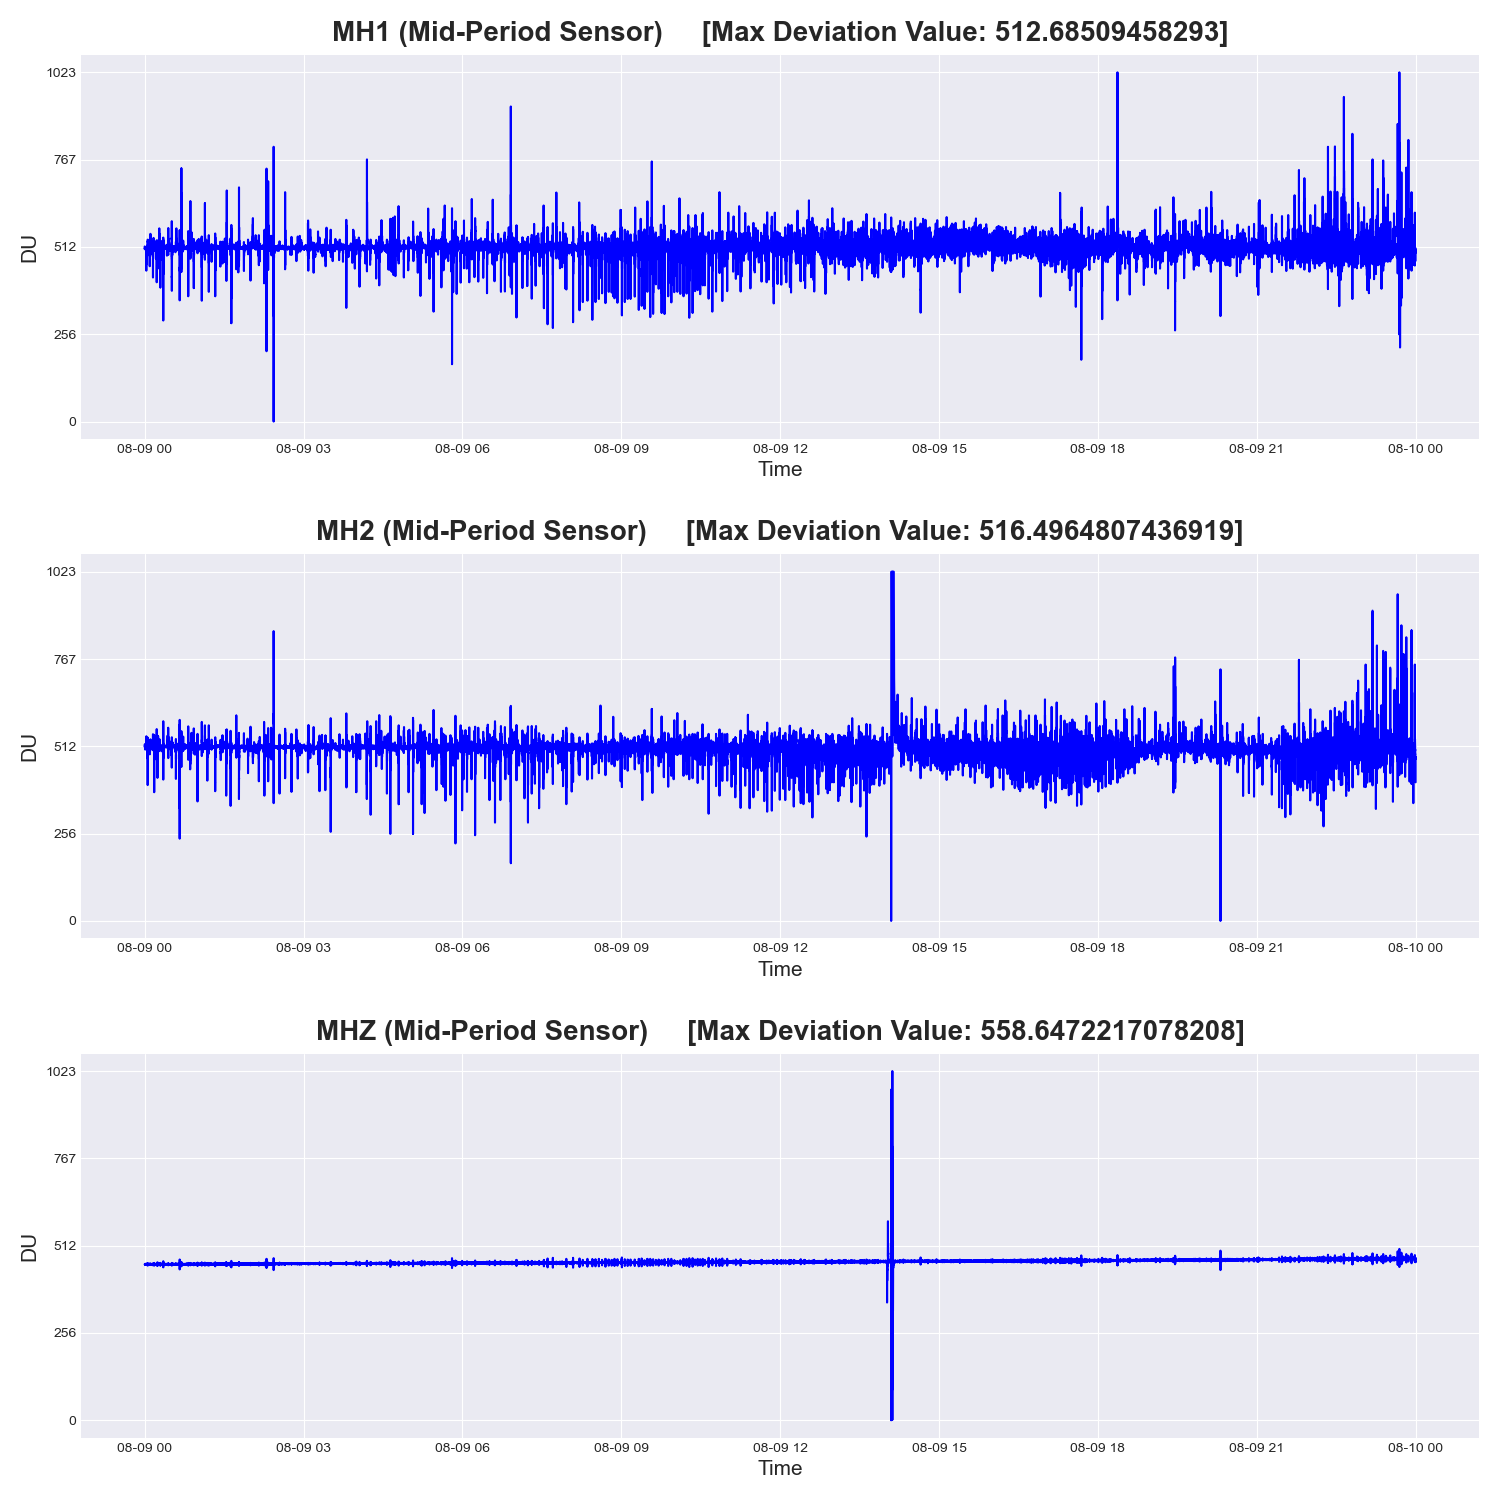 MH1 (Mid-Period Sensor) [Max Deviation Value: 512.68509458293]
1023
767
512
256
0
DU
08-09 00 08-09 03 08-09 06 08-09 09 08-09 12 08-09 15 08-09 18 08-09 21 08-10 00
Time
MH2 (Mid-Period Sensor) [Max Deviation Value: 516.4964807436919]
1023
767
512
256
0
DU
08-09 00 08-09 03 08-09 06 08-09 09 08-09 12 08-09 15 08-09 18 08-09 21 08-10 00
Time
MHZ (Mid-Period Sensor) [Max Deviation Value: 558.6472217078208]
1023
767
512
256
0
DU
08-09 00 08-09 03 08-09 06 08-09 09 08-09 12 08-09 15 08-09 18 08-09 21 08-10 00
Time